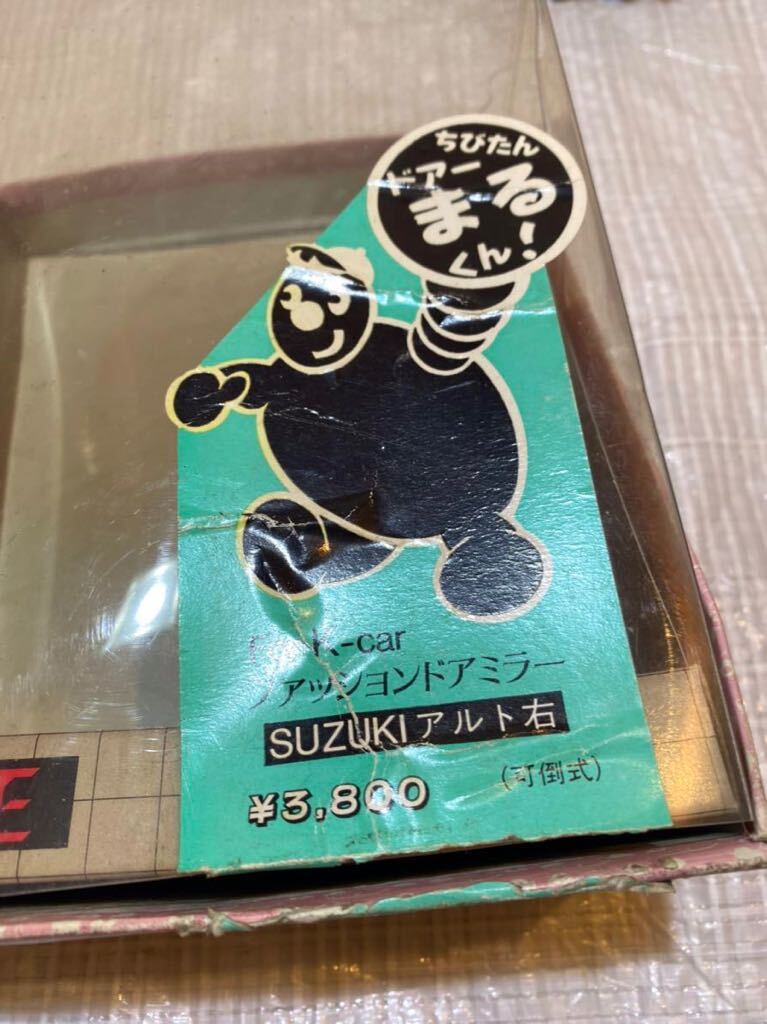 ちびたん
ドアー
まる
くん!
K-car
ファッションドアミラー
SUZUKIアルト右
¥3,800
(可倒式)